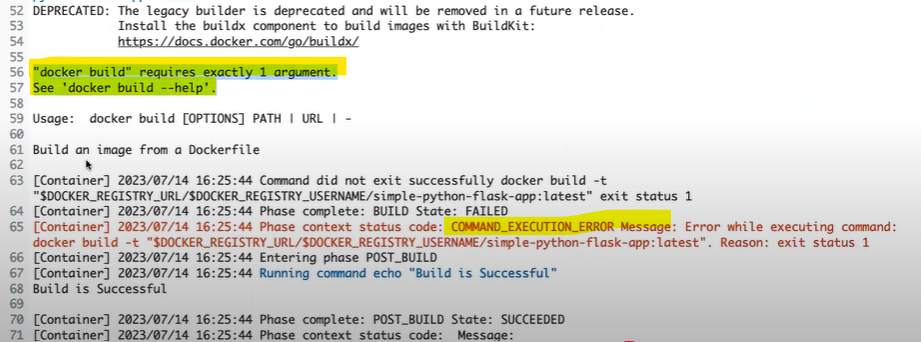 52 DEPRECATED: The legacy builder is deprecated and will be removed in a future release.
53 Install the buildx component to build images with BuildKit:
54 https://docs.docker.com/go/buildx/
55
56 "docker build" requires exactly 1 argument.
57 See 'docker build --help'.
58
59 Usage:  docker build [OPTIONS] PATH | URL | -
60
61 Build an image from a Dockerfile
62
63 [Container] 2023/07/14 16:25:44 Command did not exit successfully docker build -t
"$DOCKER_REGISTRY_URL/$DOCKER_REGISTRY_USERNAME/simple-python-flask-app:latest" exit status 1
64 [Container] 2023/07/14 16:25:44 Phase complete: BUILD State: FAILED
65 [Container] 2023/07/14 16:25:44 Phase context status code: COMMAND_EXECUTION_ERROR Message: Error while executing command:
docker build -t "$DOCKER_REGISTRY_URL/$DOCKER_REGISTRY_USERNAME/simple-python-flask-app:latest". Reason: exit status 1
66 [Container] 2023/07/14 16:25:44 Entering phase POST_BUILD
67 [Container] 2023/07/14 16:25:44 Running command echo "Build is Successful"
68 Build is Successful
69
70 [Container] 2023/07/14 16:25:44 Phase complete: POST_BUILD State: SUCCEEDED
71 [Container] 2023/07/14 16:25:44 Phase context status code:  Message: